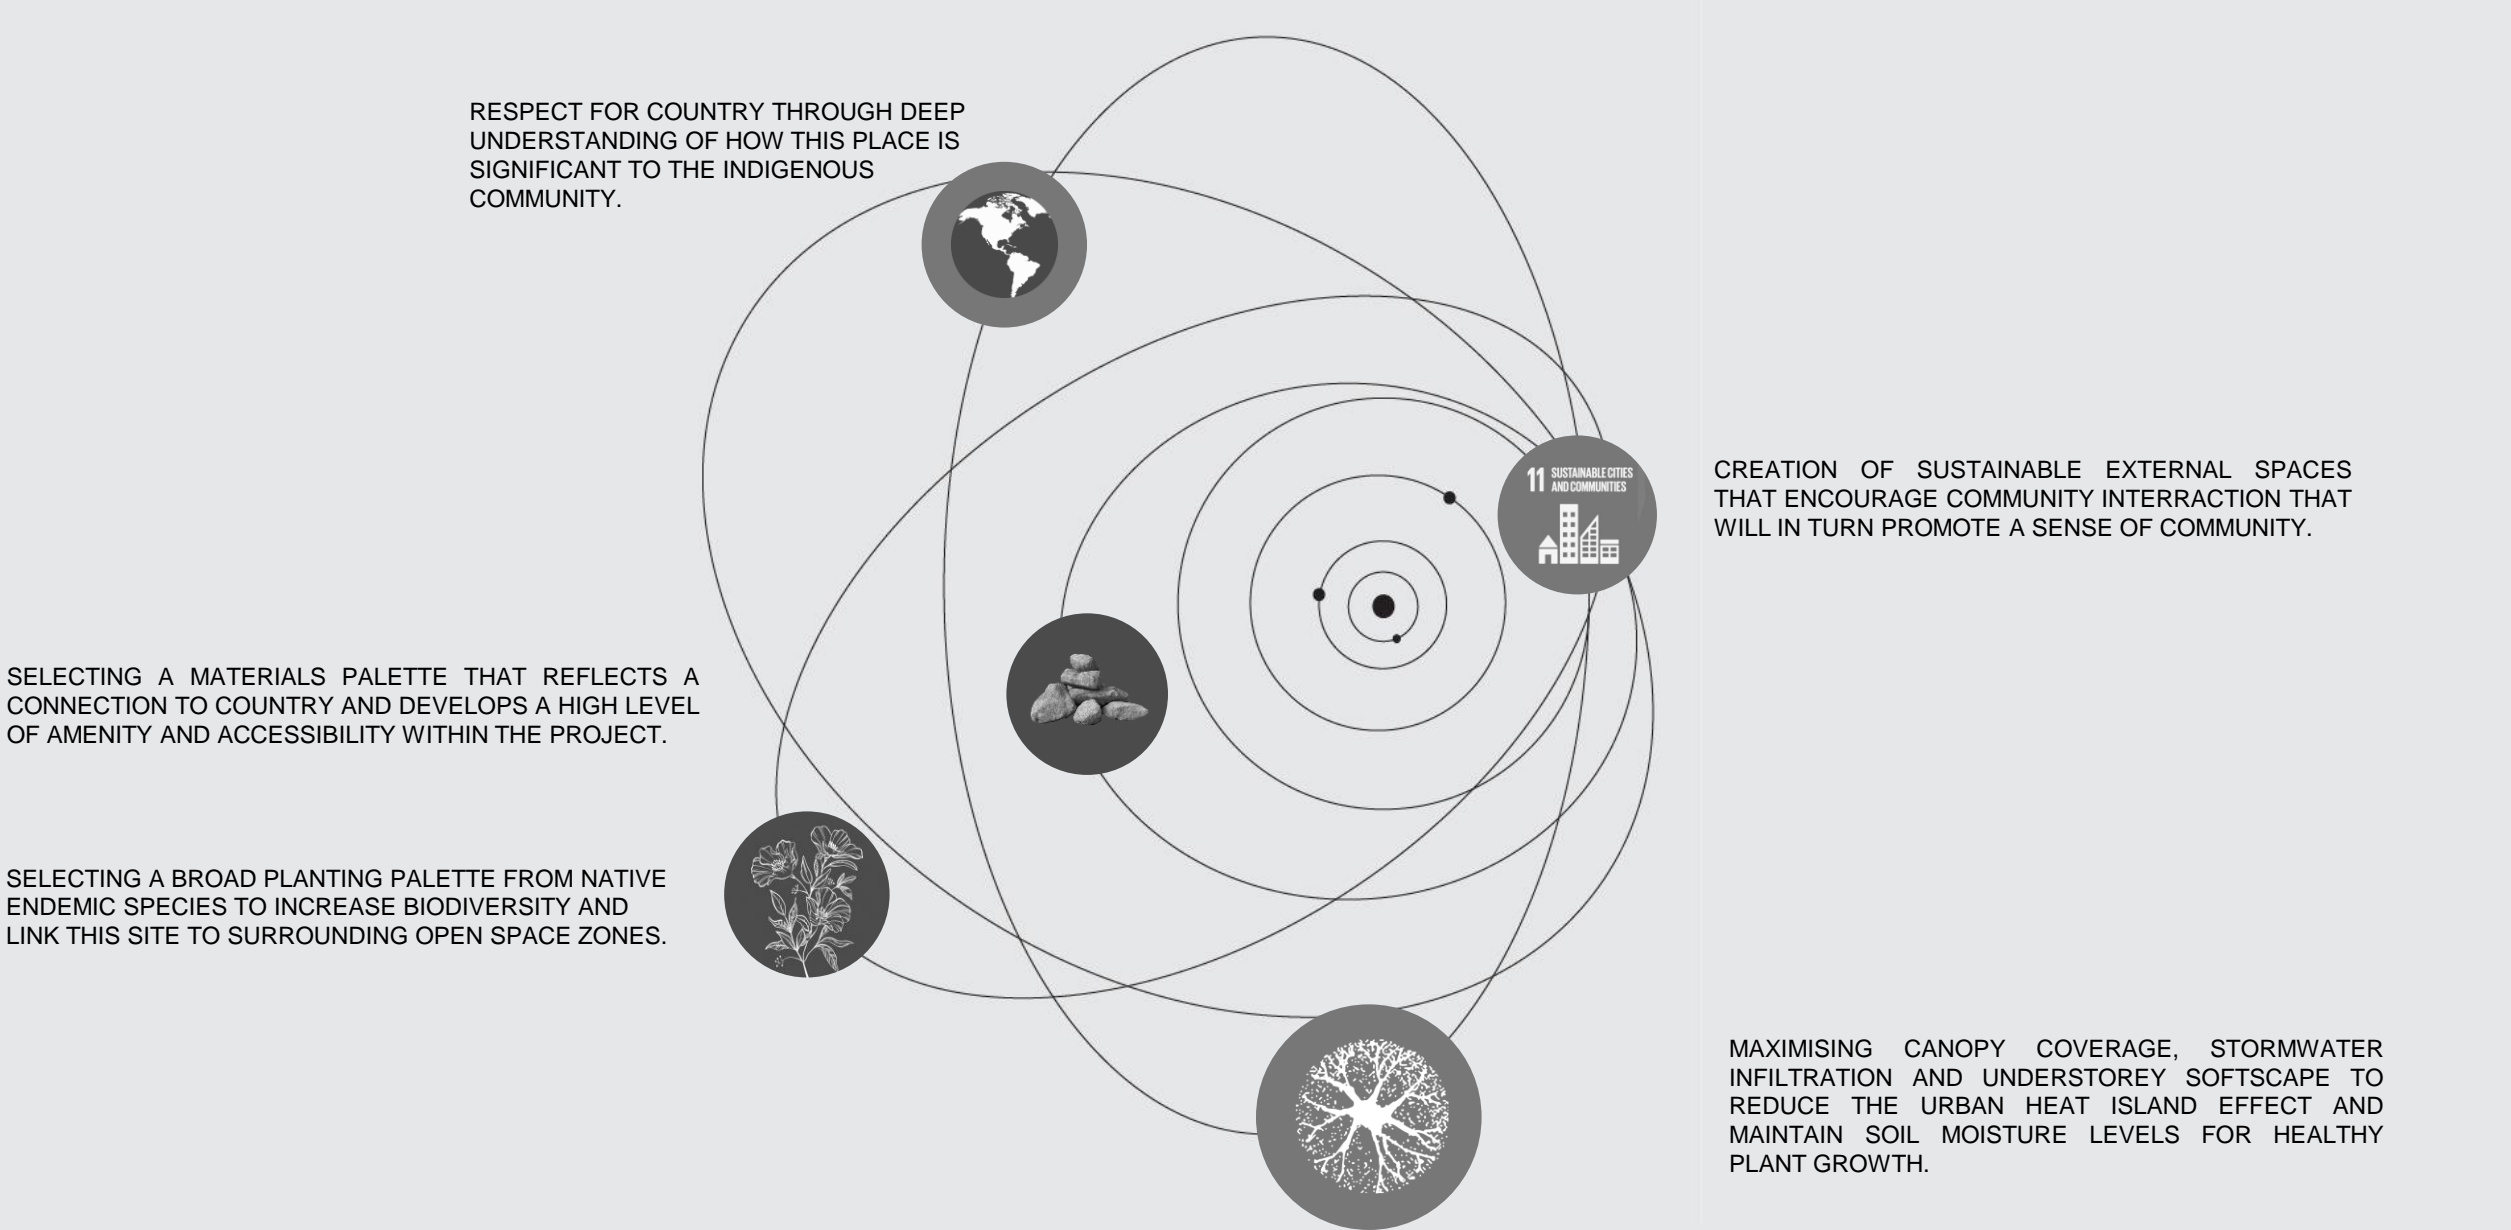 RESPECT FOR COUNTRY THROUGH DEEP
UNDERSTANDING OF HOW THIS PLACE IS
SIGNIFICANT TO THE INDIGENOUS
COMMUNITY.
11 SUSTAINABLE CITIES
AND COMMUNITIES
CREATION OF SUSTAINABLE EXTERNAL SPACES
THAT ENCOURAGE COMMUNITY INTERRACTION THAT
WILL IN TURN PROMOTE A SENSE OF COMMUNITY.
SELECTING A MATERIALS PALETTE THAT REFLECTS A
CONNECTION TO COUNTRY AND DEVELOPS A HIGH LEVEL
OF AMENITY AND ACCESSIBILITY WITHIN THE PROJECT.
SELECTING A BROAD PLANTING PALETTE FROM NATIVE
ENDEMIC SPECIES TO INCREASE BIODIVERSITY AND
LINK THIS SITE TO SURROUNDING OPEN SPACE ZONES.
MAXIMISING CANOPY COVERAGE, STORMWATER
INFILTRATION AND UNDERSTOREY SOFTSCAPE TO
REDUCE THE URBAN HEAT ISLAND EFFECT AND
MAINTAIN SOIL MOISTURE LEVELS FOR HEALTHY
PLANT GROWTH.